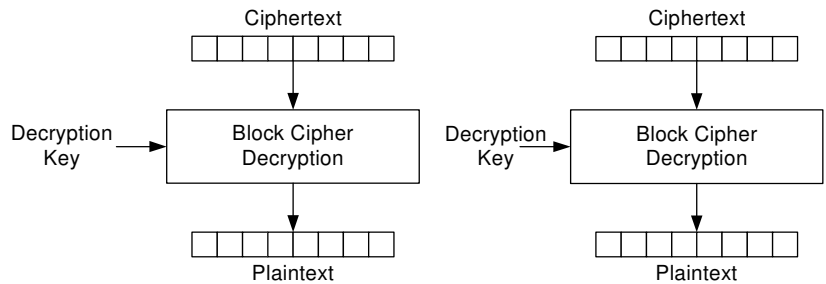 Ciphertext
Decryption
Key
Block Cipher
Decryption
Plaintext
Ciphertext
Decryption
Key
Block Cipher
Decryption
Plaintext